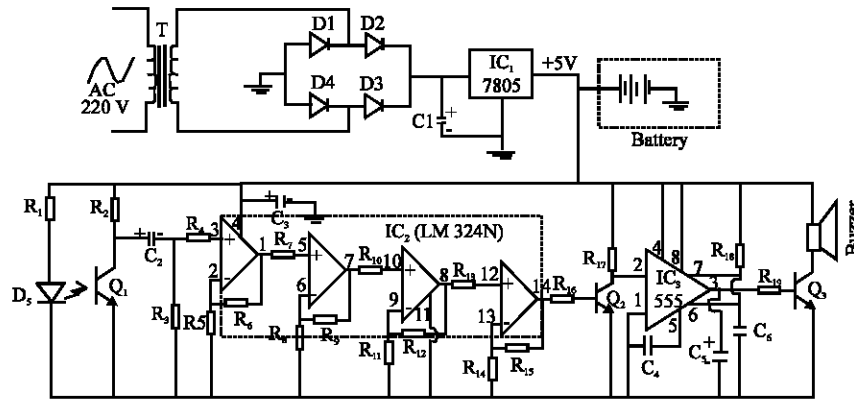 T
D1
D2
D4
D3
AC
220 V
C1
+
-
IC1
7805
+5V
Battery
R1
R2
D5
Q1
+
-
C2
R3
R4
R5
3
2
4
+
-
1
R6
+
-
C3
IC2 (LM 324N)
R7
5
6
+
-
7
R8
R9
R10
10
9
+
-
8
11
R11
R12
R13
12
13
+
-
14
R14
R15
R16
Q2
R17
2
1
4
8
IC3
555
5
7
3
6
C4
C5
+
-
R18
C6
R19
Q3
Buzzer